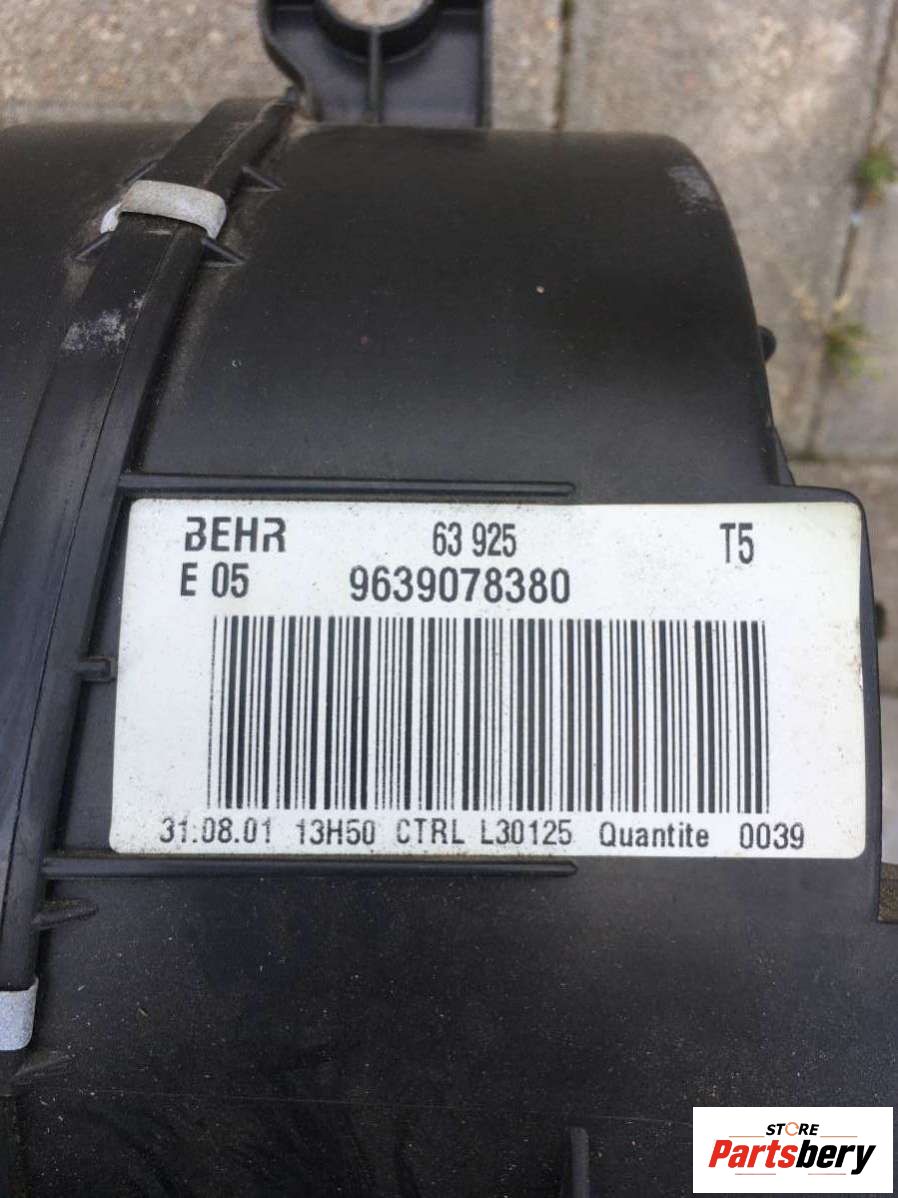 BEHR 63 925 T5
E 05 9639078380
31.08.01 13H50 CTRL L30125 Quantite 0039
STORE
Partsbery